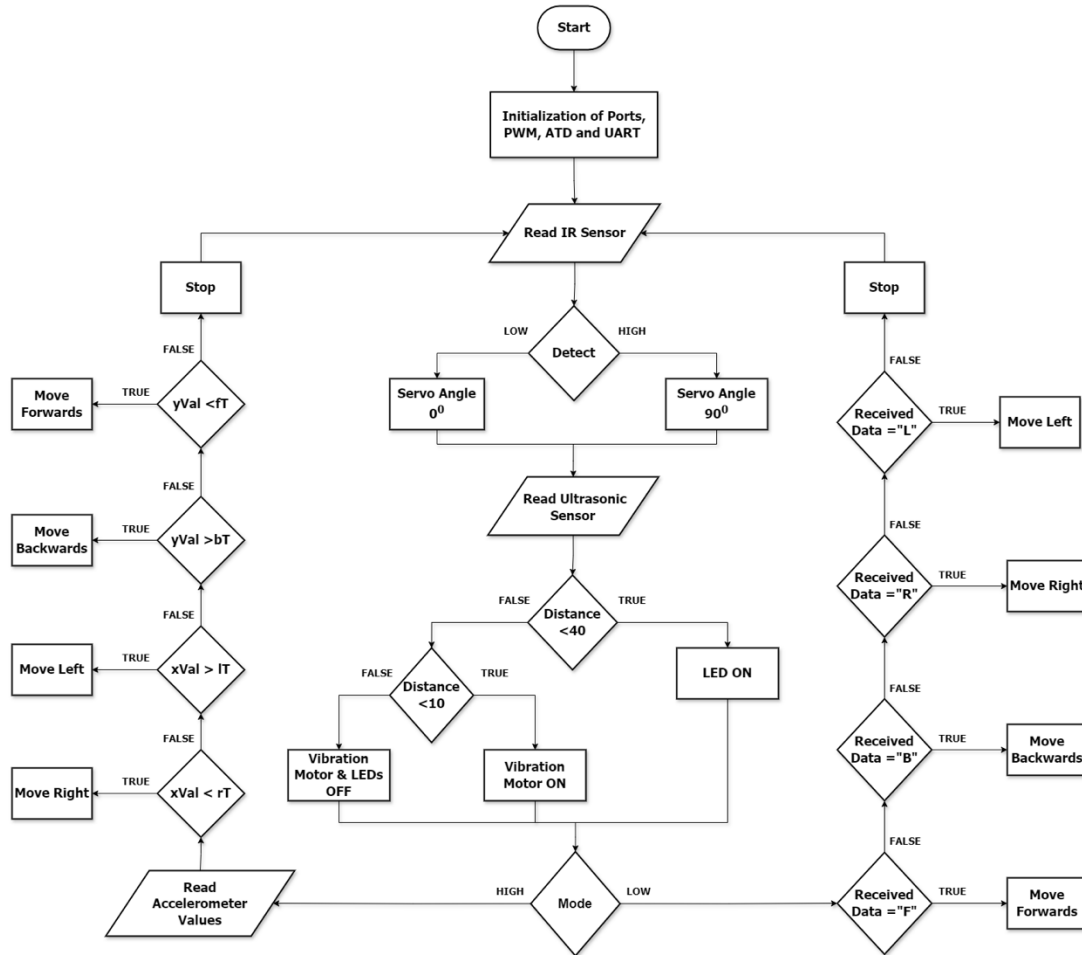 Start
Initialization of Ports,
PWM, ATD and UART
Read IR Sensor
Stop
Stop
LOW
HIGH
Detect
FALSE
FALSE
Move
Forwards
TRUE
yVal <fT
Servo Angle
0⁰
Servo Angle
90⁰
Received
Data ="L"
TRUE
Move Left
FALSE
Read Ultrasonic
Sensor
FALSE
Move
Backwards
TRUE
yVal >bT
Received
Data ="R"
TRUE
Move Right
FALSE
FALSE
TRUE
Distance
<40
FALSE
Move Left
TRUE
xVal > lT
FALSE
TRUE
Distance
<10
LED ON
FALSE
Move Right
TRUE
xVal < rT
Vibration
Motor & LEDs
OFF
Vibration
Motor ON
Received
Data ="B"
TRUE
Move
Backwards
FALSE
Read
Accelerometer
Values
HIGH
Mode
LOW
Received
Data ="F"
TRUE
Move
Forwards